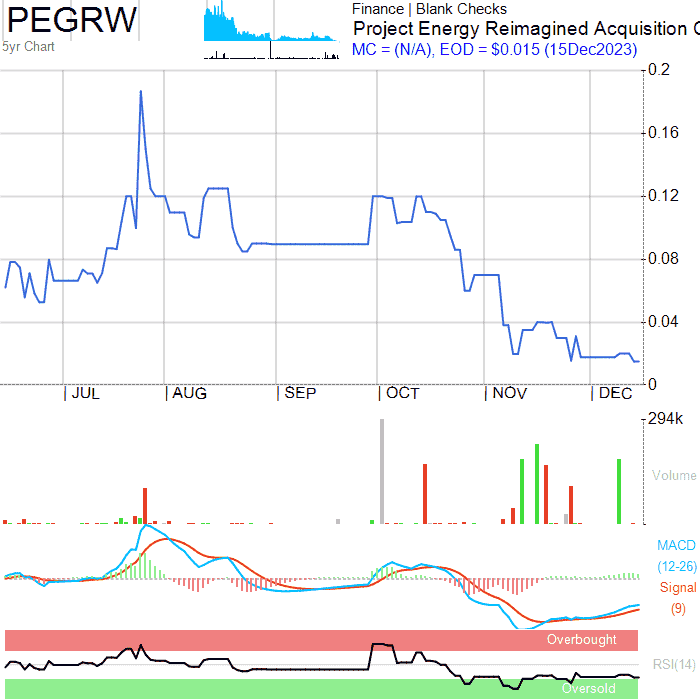 PEGRW
5yr Chart
Finance | Blank Checks
Project Energy Reimagined Acquisition C
MC = (N/A), EOD = $0.015 (15Dec2023)
0.2
0.16
0.12
0.08
0.04
0
JUL AUG SEP OCT NOV DEC
294k
Volume
MACD
(12-26)
Signal
(9)
Overbought
RSI(14)
Oversold